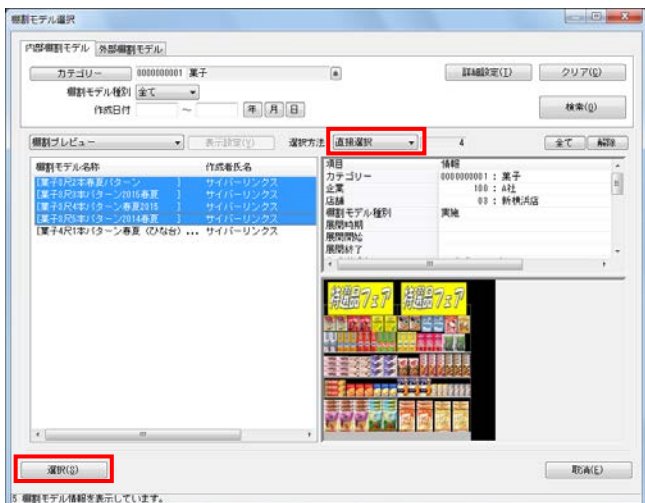 棚割モデル選択
内部棚割モデル 外部棚割モデル
カテゴリー 0000000001 菓子 詳細設定(I) クリア(C)
棚割モデル種別 全て
作成日付 ～ 年 月 日 検索(Q)
棚割プレビュー 表示設定(V) 選択方法 直接選択 4 全て 解除
棚割モデル名称 作成者氏名
[菓子8尺2本春夏パターン ] サイバーリンクス
[菓子3尺3本パターン2015春夏 ] サイバーリンクス
[菓子3尺4本パターン春夏2015 ] サイバーリンクス
[菓子3尺5本パターン2014春夏 ] サイバーリンクス
[菓子4尺1本パターン春夏（ひな台）... サイバーリンクス
項目 情報
カテゴリー 0000000001 : 菓子
企業 100 : A社
店舗 03 : 新横浜店
棚割モデル種別 実施
展開時期
展開開始
展開終了
特選品フェア 特選品フェア
選択(S) 取消(E)
5 棚割モデル情報を表示しています。